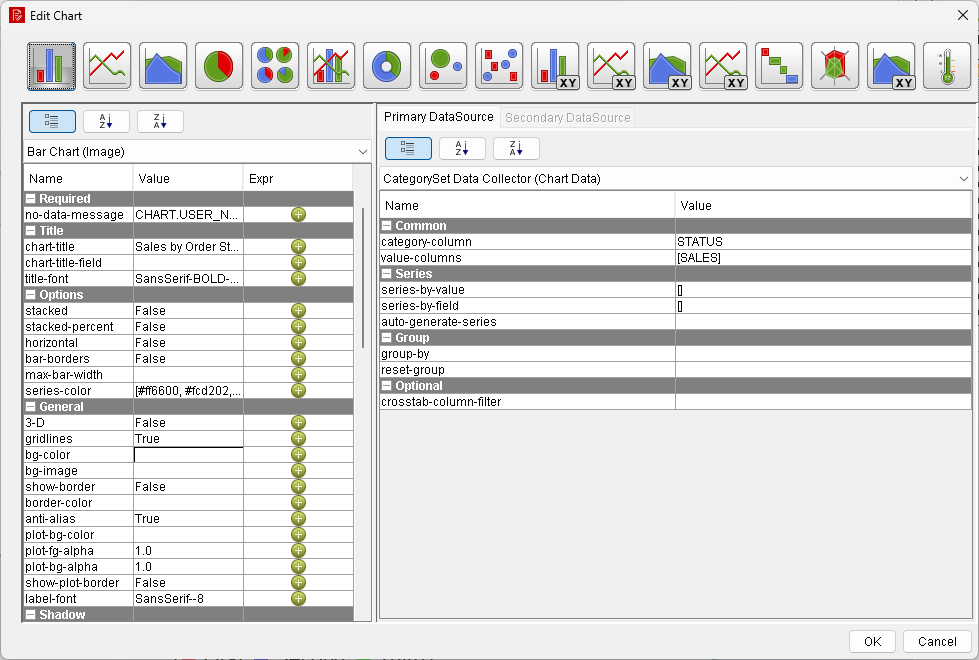 Edit Chart
XY XY XY XY XY
A Z Z A
Bar Chart (Image)
Name Value Expr
Required
no-data-message CHART.USER_N...
Title
chart-title Sales by Order St...
chart-title-field
title-font SansSerif-BOLD-...
Options
stacked False
stacked-percent False
horizontal False
bar-borders False
max-bar-width
series-color [#ff6600, #fcd202,...
General
3-D False
gridlines True
bg-color
bg-image
show-border False
border-color
anti-alias True
plot-bg-color
plot-fg-alpha 1.0
plot-bg-alpha 1.0
show-plot-border False
label-font SansSerif--8
Shadow
Primary DataSource Secondary DataSource
A Z Z A
CategorySet Data Collector (Chart Data)
Name Value
Common
category-column STATUS
value-columns [SALES]
Series
series-by-value []
series-by-field []
auto-generate-series
Group
group-by
reset-group
Optional
crosstab-column-filter
OK Cancel